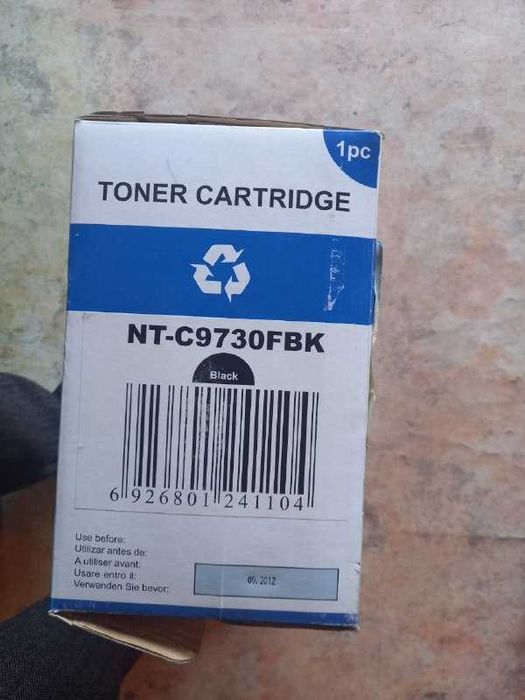 1pc
TONER CARTRIDGE
NT-C9730FBK
Black
6 926801 241104
Use before:
Utilizar antes de:
A utiliser avant:
Usare entro il:
Verwenden Sie bevor:
09. 2012